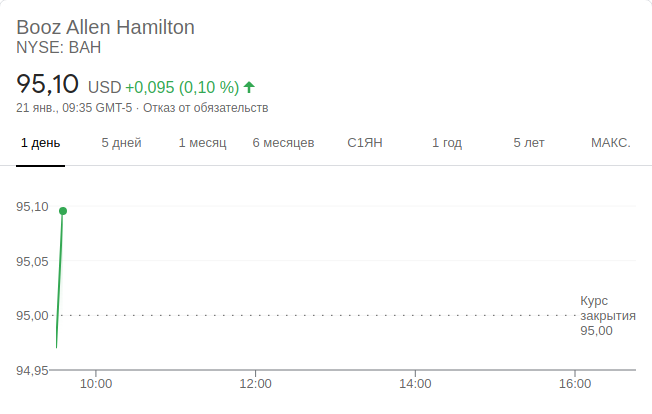 Booz Allen Hamilton
NYSE: BAH
95,10 USD +0,095 (0,10 %)
21 янв., 09:35 GMT-5 · Отказ от обязательств
1 день 5 дней 1 месяц 6 месяцев С1ЯН 1 год 5 лет МАКС.
95,10
95,05
95,00
94,95
Курс
закрытия
95,00
10:00 12:00 14:00 16:00